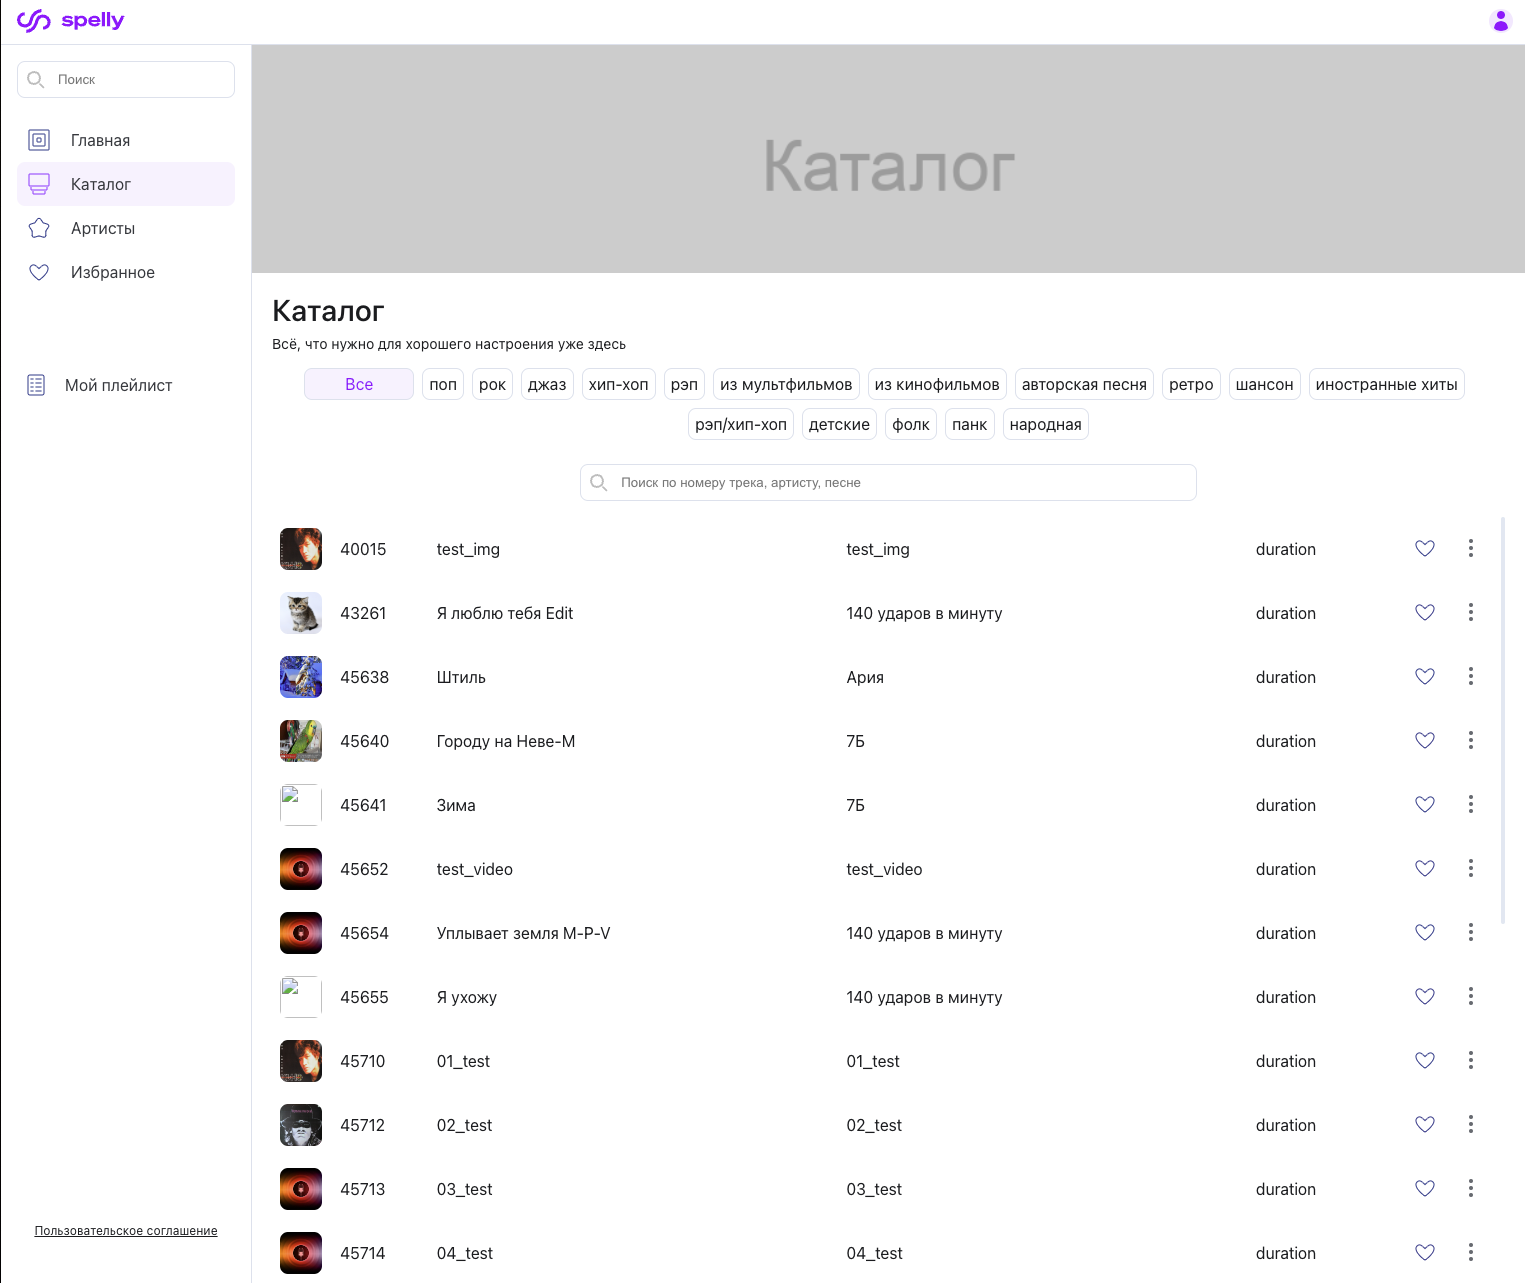 spelly
Поиск
Главная
Каталог
Артисты
Избранное
Мой плейлист
Пользовательское соглашение
Каталог
Каталог
Всё, что нужно для хорошего настроения уже здесь
Все поп рок джаз хип-хоп рэп из мультфильмов из кинофильмов авторская песня ретро шансон иностранные хиты
рэп/хип-хоп детские фолк панк народная
Поиск по номеру трека, артисту, песне
40015 test_img test_img duration
43261 Я люблю тебя Edit 140 ударов в минуту duration
45638 Штиль Ария duration
45640 Городу на Неве-М 7Б duration
45641 Зима 7Б duration
45652 test_video test_video duration
45654 Уплывает земля M-P-V 140 ударов в минуту duration
45655 Я ухожу 140 ударов в минуту duration
45710 01_test 01_test duration
45712 02_test 02_test duration
45713 03_test 03_test duration
45714 04_test 04_test duration